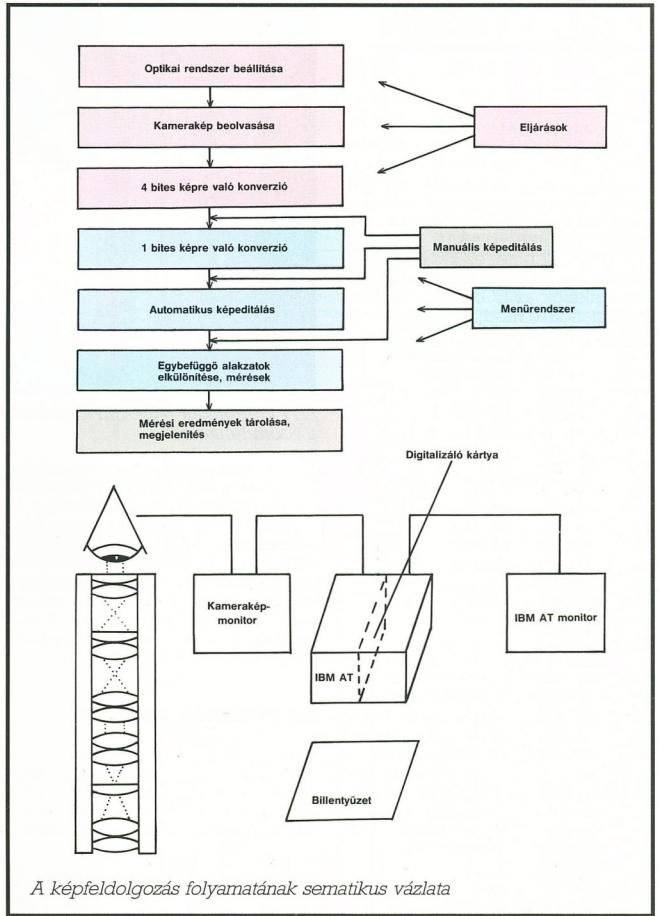 Optikai rendszer beállítása
Kamerakép beolvasása
Eljárások
4 bites képre való konverzió
1 bites képre való konverzió
Manuális képeditálás
Automatikus képeditálás
Menürendszer
Egybefüggő alakzatok
elkülönítése, mérések
Mérési eredmények tárolása,
megjelenités
Digitalizáló kártya
Kamerakép-
monitor
IBM AT
IBM AT monitor
Billentyüzet
A képfeldolgozás folyamatának sematikus vázlata